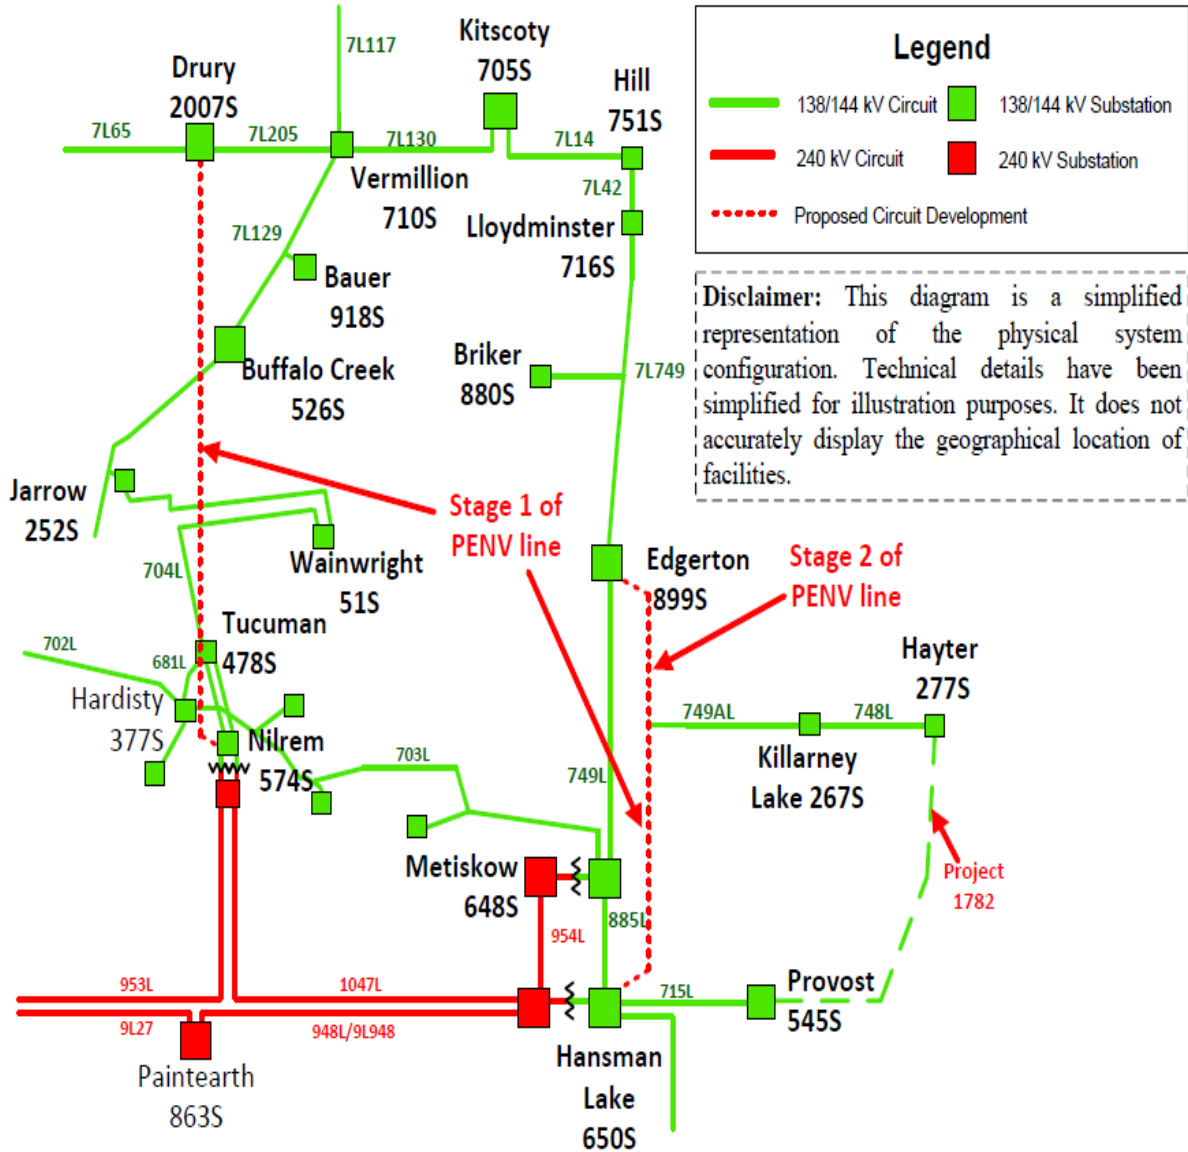 7L117
Kitscoty
705S
Drury
2007S
Hill
751S
7L65
7L205
7L130
7L14
Vermillion
710S
7L42
Lloydminster
716S
7L129
Bauer
918S
Buffalo Creek
526S
Briker
880S
7L749
Legend
138/144 kV Circuit
138/144 kV Substation
240 kV Circuit
240 kV Substation
Proposed Circuit Development
Disclaimer: This diagram is a simplified
representation of the physical system
configuration. Technical details have been
simplified for illustration purposes. It does not
accurately display the geographical location of
facilities.
Jarrow
252S
Stage 1 of
PENV line
Wainwright
51S
704L
Edgerton
899S
Stage 2 of
PENV line
Tucuman
478S
702L
681L
Hardisty
377S
Nilrem
574S
Hayter
277S
749AL
748L
Killarney
Lake 267S
703L
749L
Metiskow
648S
Project
1782
885L
954L
953L
1047L
715L
Provost
545S
9L27
948L/9L948
Paintearth
863S
Hansman
Lake
650S